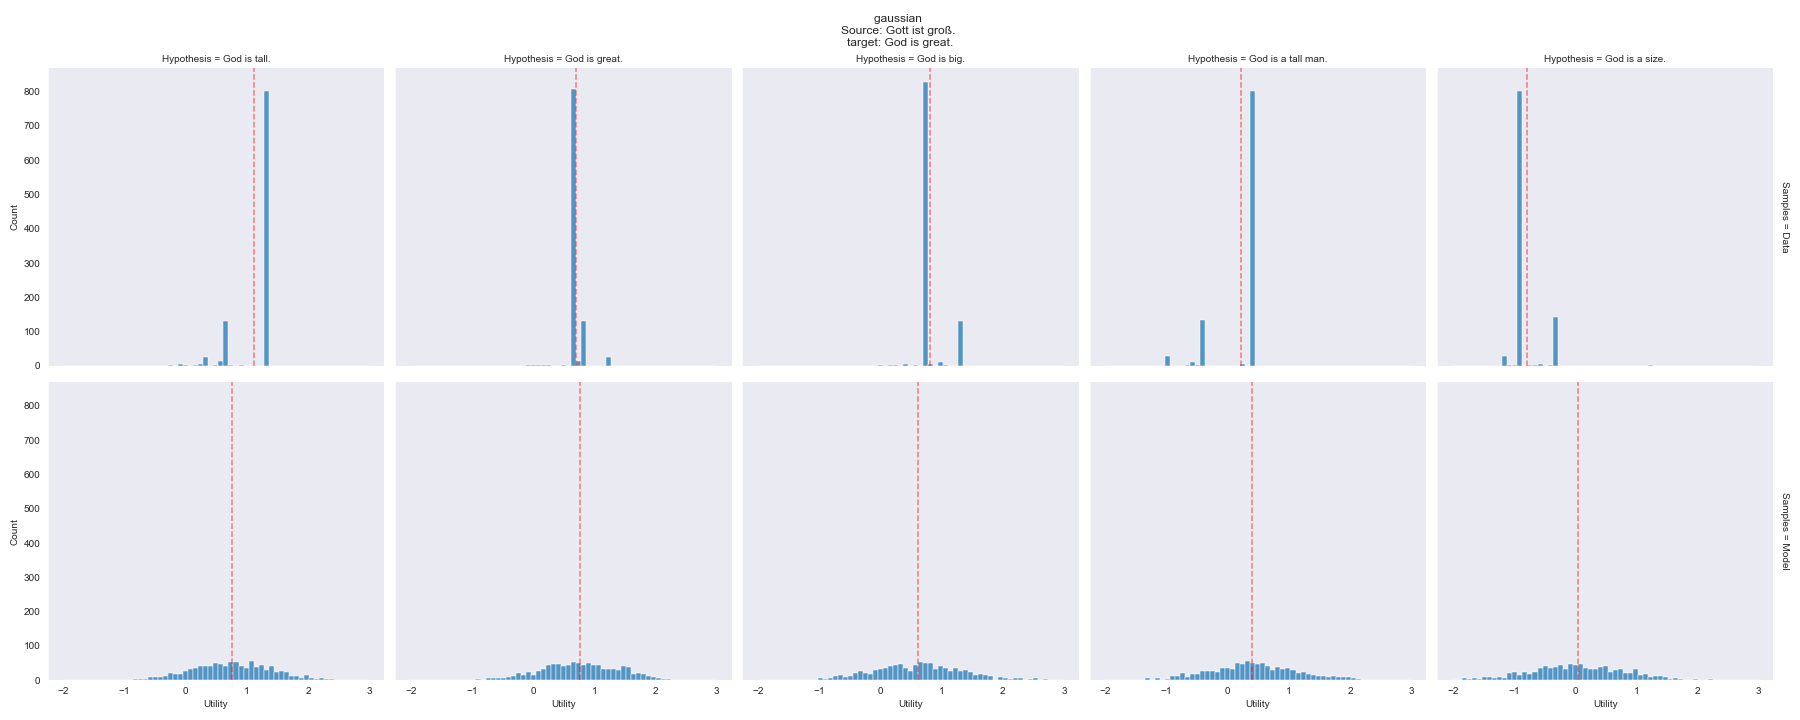 gaussian
Source: Gott ist groß.
target: God is great.
Hypothesis = God is tall.
Hypothesis = God is great.
Hypothesis = God is big.
Hypothesis = God is a tall man.
Hypothesis = God is a size.
800
700
600
500
400
300
200
100
0
Count
Samples = Data
800
700
600
500
400
300
200
100
0
Count
Samples = Model
−2 −1 0 1 2 3
−2 −1 0 1 2 3
−2 −1 0 1 2 3
−2 −1 0 1 2 3
−2 −1 0 1 2 3
Utility
Utility
Utility
Utility
Utility